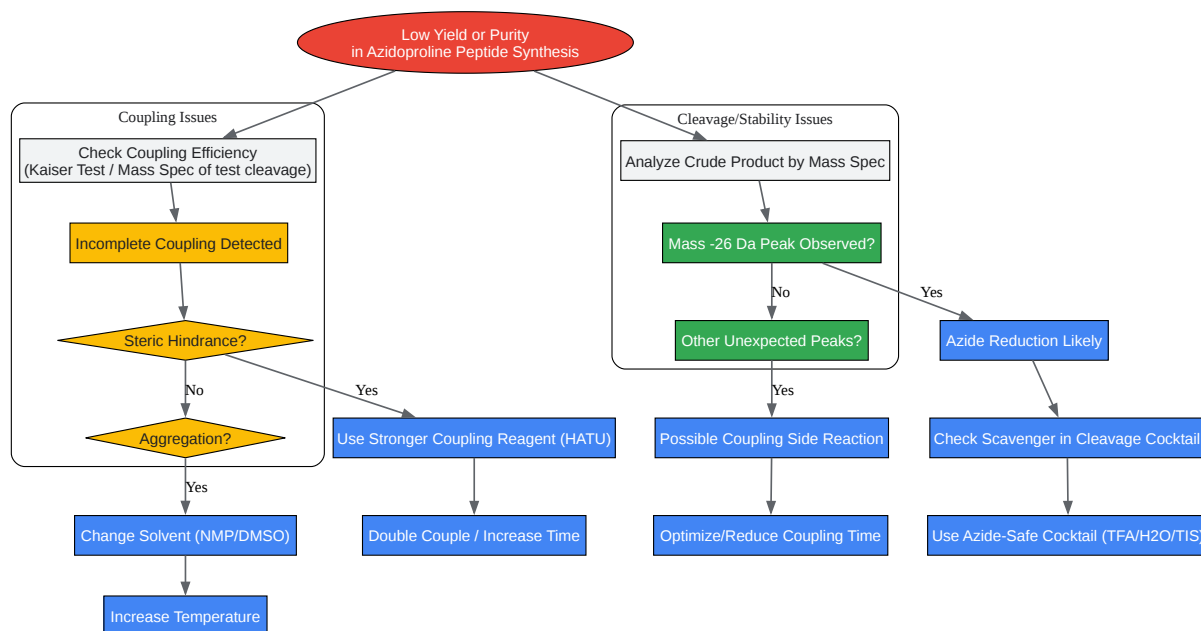 Low Yield or Purity
in Azidoproline Peptide Synthesis
Coupling Issues
Cleavage/Stability Issues
Check Coupling Efficiency
(Kaiser Test / Mass Spec of test cleavage)
Analyze Crude Product by Mass Spec
Incomplete Coupling Detected
Mass -26 Da Peak Observed?
No
Yes
Steric Hindrance?
Other Unexpected Peaks?
Azide Reduction Likely
No
Yes
Yes
Aggregation?
Use Stronger Coupling Reagent (HATU)
Possible Coupling Side Reaction
Check Scavenger in Cleavage Cocktail
Yes
Change Solvent (NMP/DMSO)
Double Couple / Increase Time
Optimize/Reduce Coupling Time
Use Azide-Safe Cocktail (TFA/H2O/TIS)
Increase Temperature